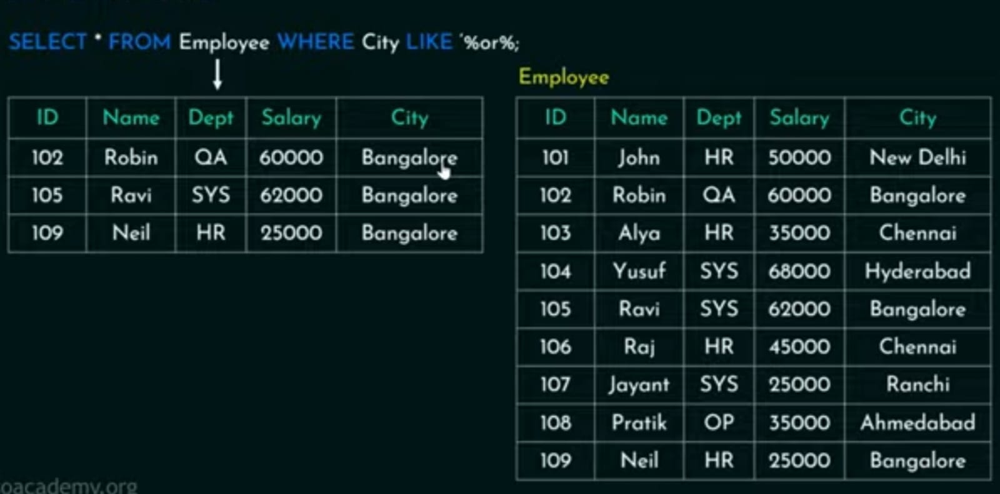 SELECT * FROM Employee WHERE City LIKE '%or%;
ID Name Dept Salary City
102 Robin QA 60000 Bangalore
105 Ravi SYS 62000 Bangalore
109 Neil HR 25000 Bangalore
Employee
ID Name Dept Salary City
101 John HR 50000 New Delhi
102 Robin QA 60000 Bangalore
103 Alya HR 35000 Chennai
104 Yusuf SYS 68000 Hyderabad
105 Ravi SYS 62000 Bangalore
106 Raj HR 45000 Chennai
107 Jayant SYS 25000 Ranchi
108 Pratik OP 35000 Ahmedabad
109 Neil HR 25000 Bangalore
oacademy.org